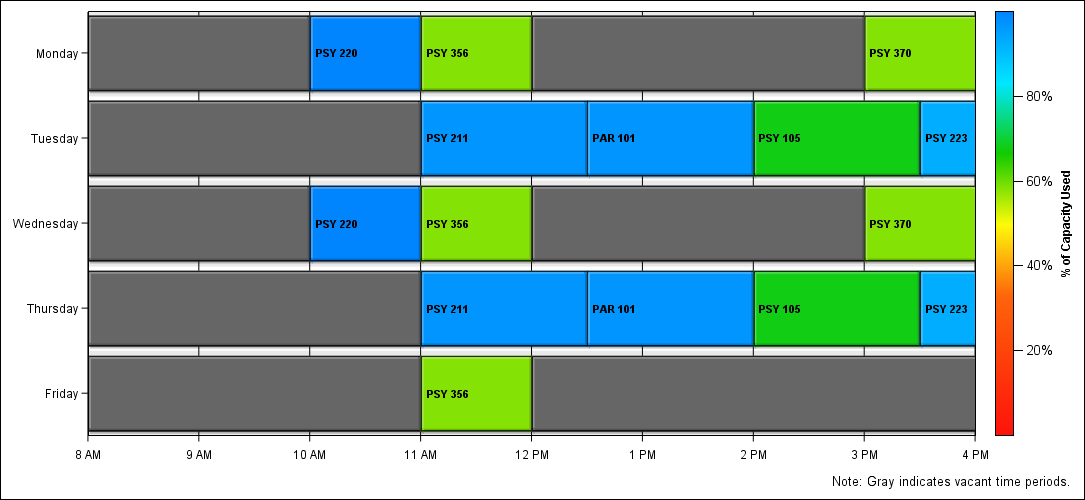 Monday PSY 220 PSY 356 PSY 370
80%
Tuesday PSY 211 PAR 101 PSY 105 PSY 223
60%
% of Capacity Used
Wednesday PSY 220 PSY 356 PSY 370
40%
Thursday PSY 211 PAR 101 PSY 105 PSY 223
20%
Friday PSY 356
8 AM 9 AM 10 AM 11 AM 12 PM 1 PM 2 PM 3 PM 4 PM
Note: Gray indicates vacant time periods.